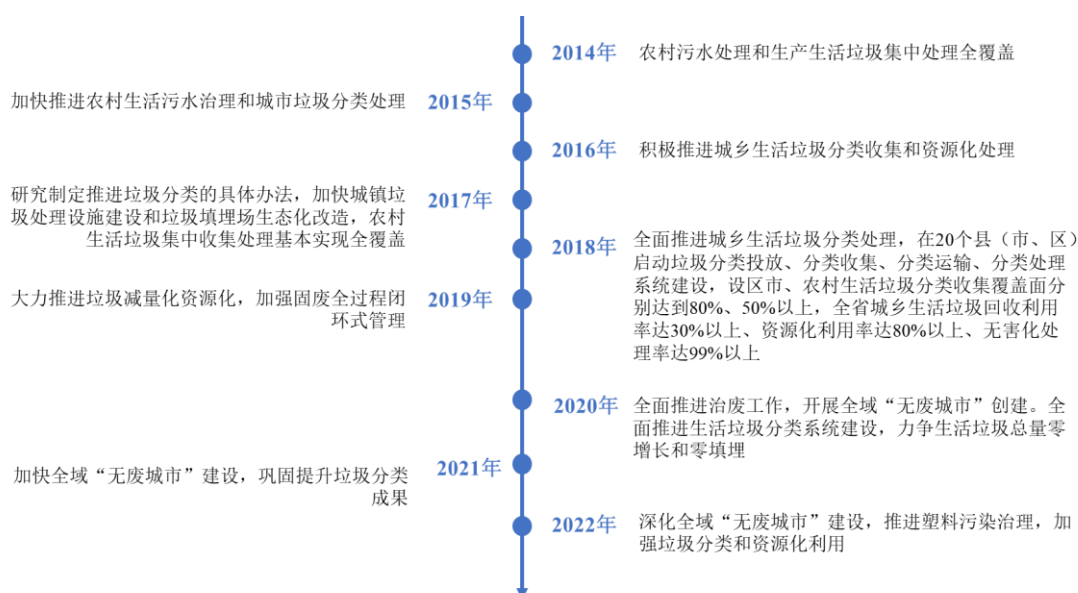 2014年
农村污水处理和生产生活垃圾集中处理全覆盖
2015年
加快推进农村生活污水治理和城市垃圾分类处理
2016年
积极推进城乡生活垃圾分类收集和资源化处理
2017年
研究制定推进垃圾分类的具体办法，加快城镇垃
圾处理设施建设和垃圾填埋场生态化改造，农村
生活垃圾集中收集处理基本实现全覆盖
2018年
全面推进城乡生活垃圾分类处理，在20个县（市、区）
启动垃圾分类投放、分类收集、分类运输、分类处理
系统建设，设区市、农村生活垃圾分类收集覆盖面分
别达到80%、50%以上，全省城乡生活垃圾回收利用
率达30%以上、资源化利用率达80%以上、无害化处
理率达99%以上
2019年
大力推进垃圾减量化资源化，加强固废全过程闭
环式管理
2020年
全面推进治废工作，开展全域“无废城市”创建。全
面推进生活垃圾分类系统建设，力争生活垃圾总量零
增长和零填埋
2021年
加快全域“无废城市”建设，巩固提升垃圾分类
成果
2022年
深化全域“无废城市”建设，推进塑料污染治理，加
强垃圾分类和资源化利用